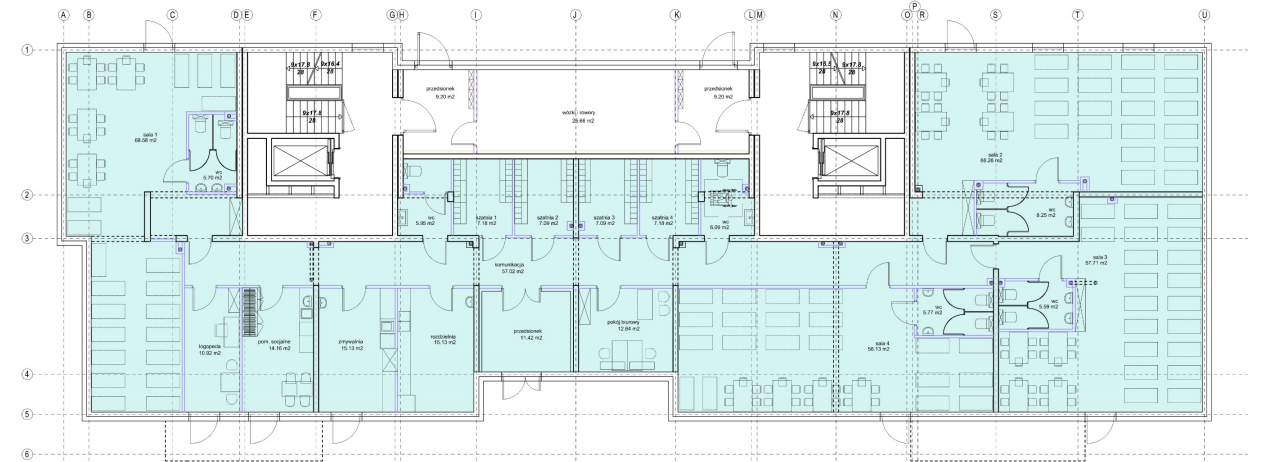 A B C D E F G H I J K L M N O P R S T U
1
9x17.8
28
9x16.4
28
9x17.8
28
przedsionek
9.20 m2
wózki i rowery
25.66 m2
przedsionek
9.20 m2
9x16.5
28
9x17.8
28
9x17.8
28
sala 1
68.58 m2
wc
5.70 m2
sala 2
66.26 m2
2
wc
5.95 m2
szatnia 1
7.18 m2
szatnia 2
7.09 m2
szatnia 3
7.09 m2
szatnia 4
7.18 m2
wc
6.06 m2
wc
8.25 m2
3
komunikacja
57.02 m2
sala 3
57.71 m2
logopeda
10.92 m2
pom. socjalne
14.16 m2
zmywalnia
15.13 m2
rozdzielnia
15.13 m2
przedsionek
11.42 m2
pokój biurowy
12.64 m2
sala 4
56.13 m2
wc
5.77 m2
wc
5.59 m2
4
5
6